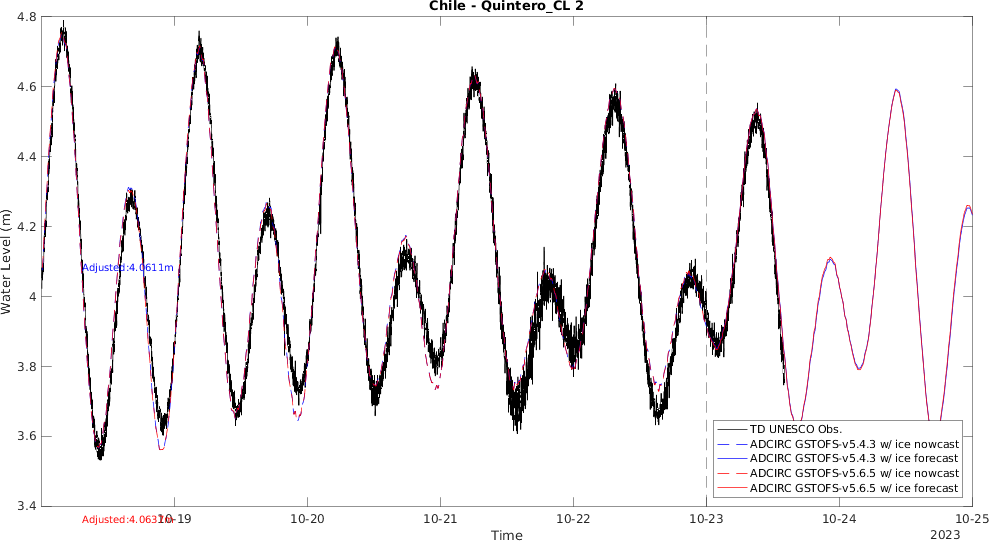 Chile - Quintero_CL 2
4.8
4.6
4.4
4.2
4
3.8
3.6
3.4
Water Level (m)
Adjusted:4.0611m
TD UNESCO Obs.
ADCIRC GSTOFS-v5.4.3 w/ ice nowcast
ADCIRC GSTOFS-v5.4.3 w/ ice forecast
ADCIRC GSTOFS-v5.6.5 w/ ice nowcast
ADCIRC GSTOFS-v5.6.5 w/ ice forecast
10-19 10-20 10-21 10-22 10-23 10-24 10-25
Time
2023